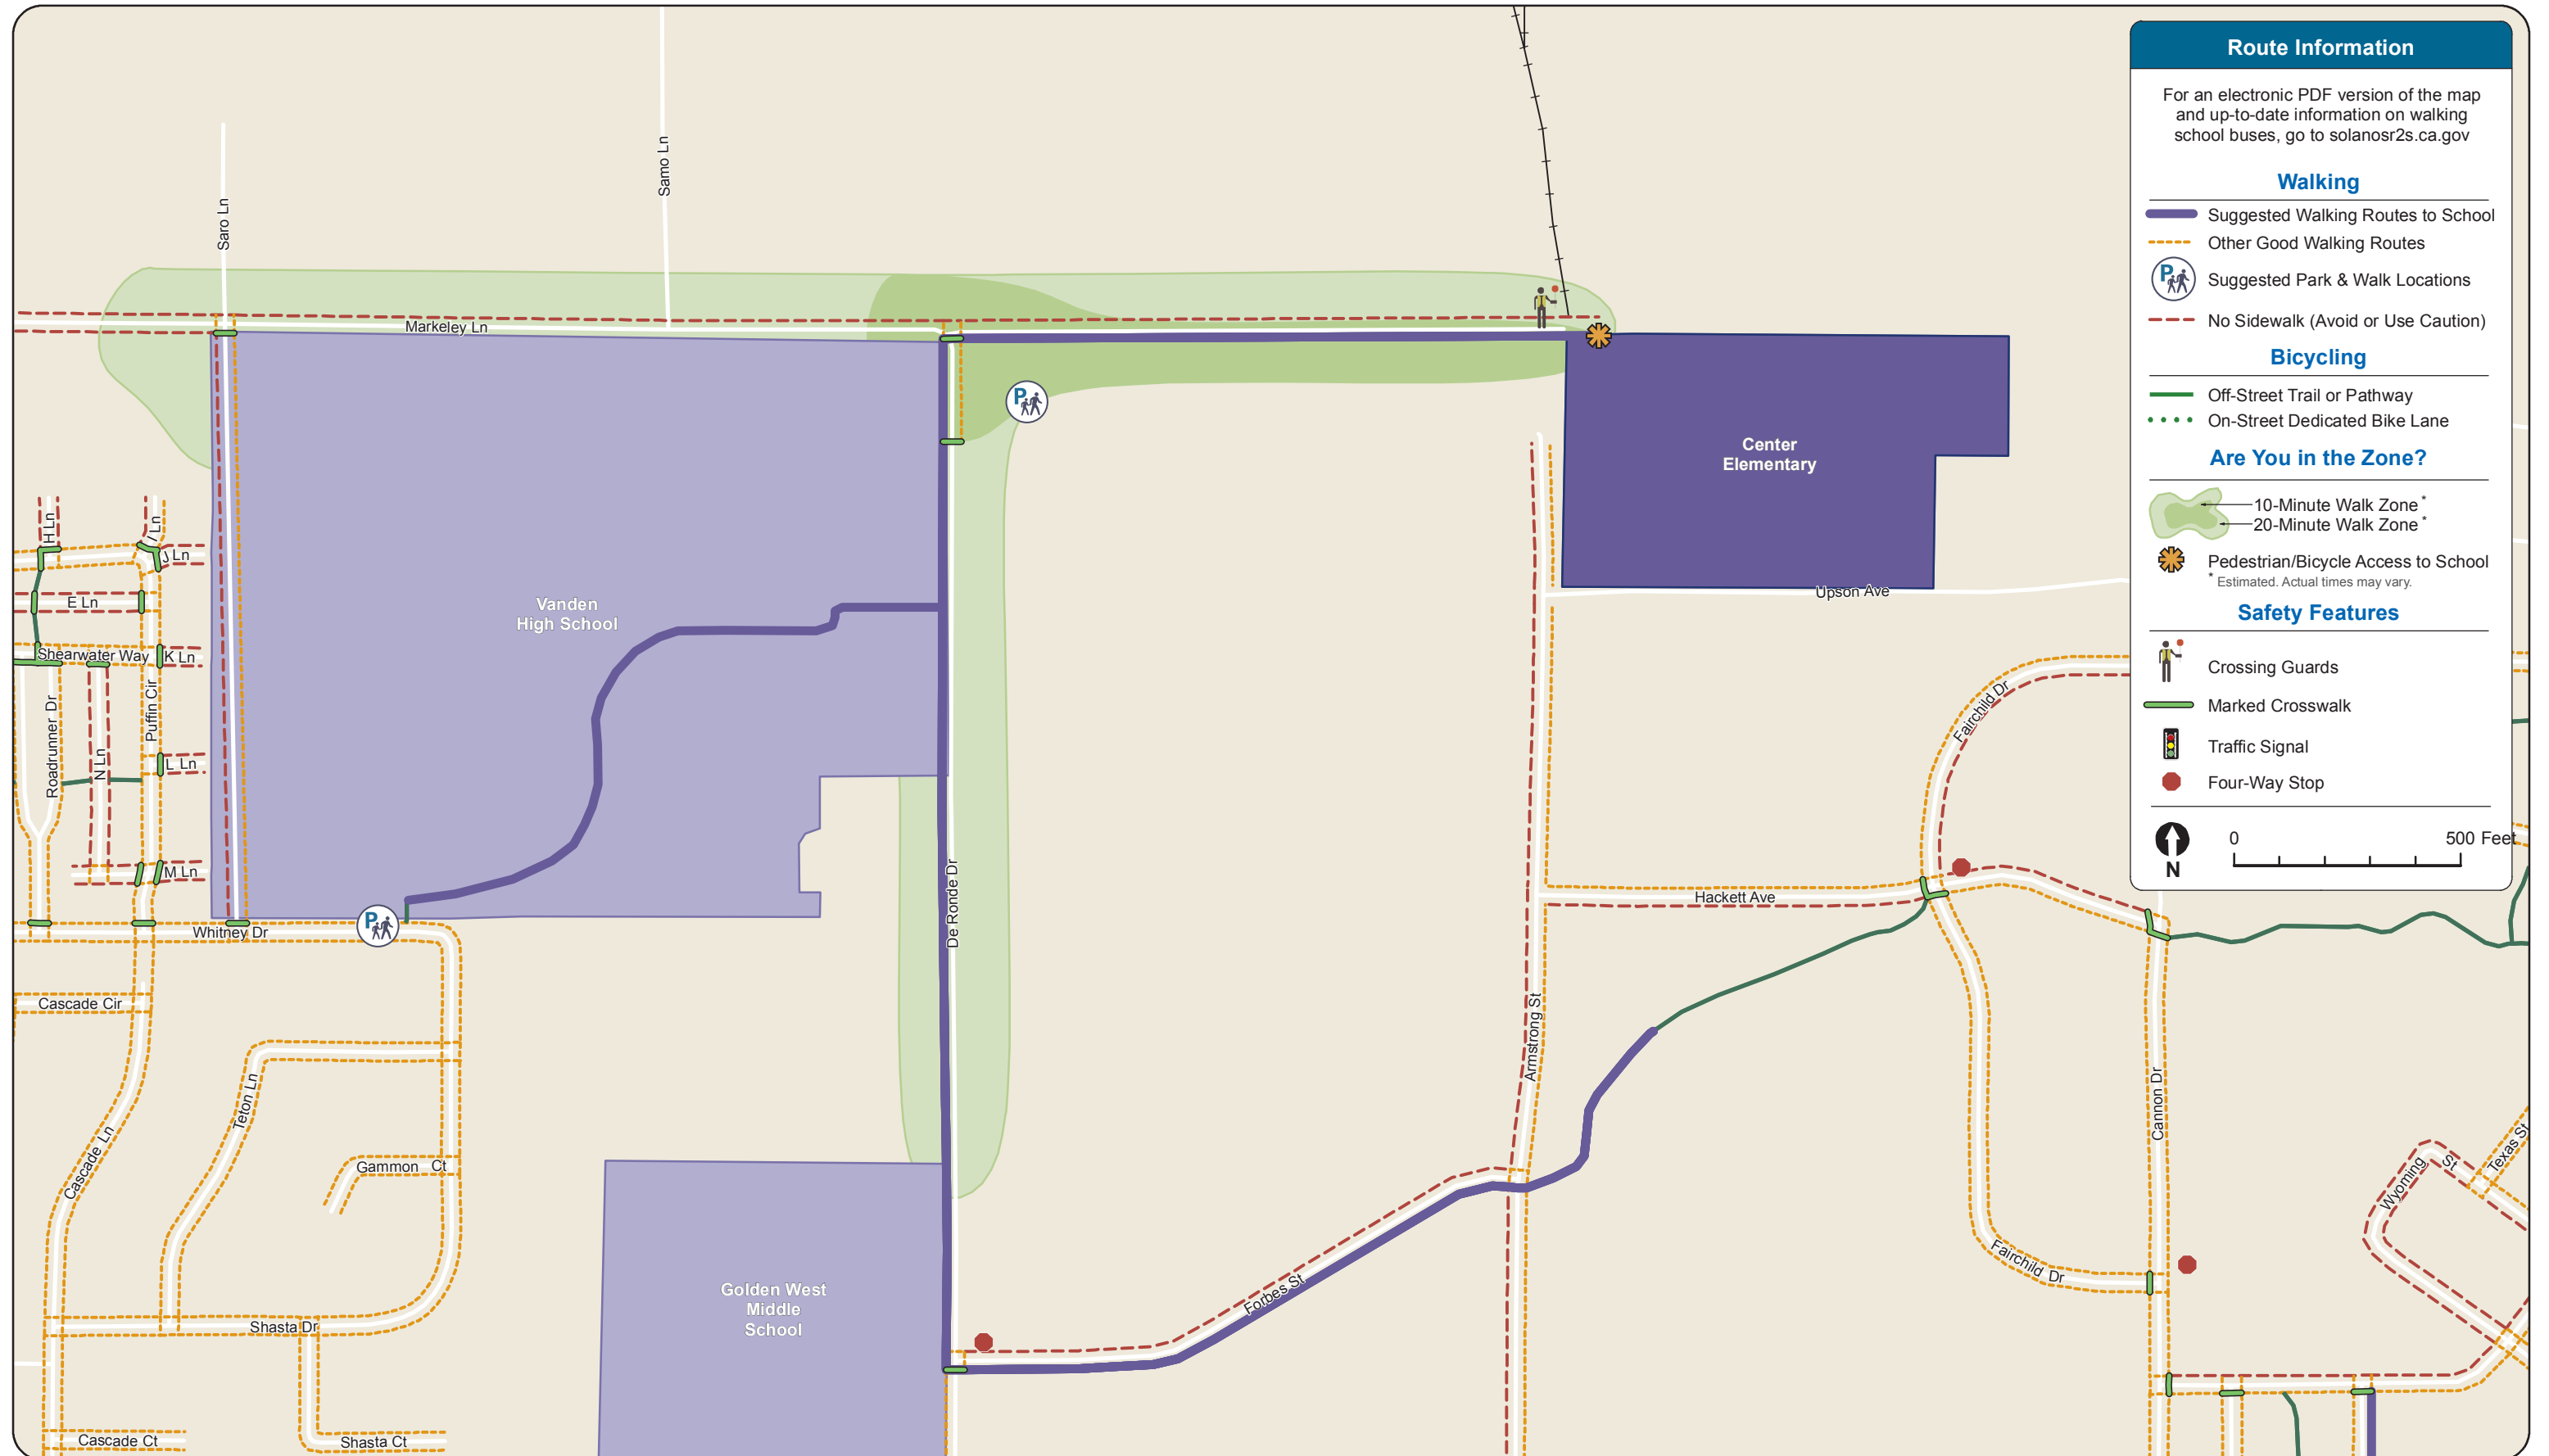 Route Information
For an electronic PDF version of the map
and up-to-date information on walking
school buses, go to solanosr2s.ca.gov
Walking
Suggested Walking Routes to School
Other Good Walking Routes
P
Suggested Park & Walk Locations
No Sidewalk (Avoid or Use Caution)
Bicycling
Off-Street Trail or Pathway
On-Street Dedicated Bike Lane
Are You in the Zone?
10-Minute Walk Zone *
20-Minute Walk Zone *
Pedestrian/Bicycle Access to School
* Estimated. Actual times may vary.
Safety Features
Crossing Guards
Marked Crosswalk
Traffic Signal
Four-Way Stop
N
0 500 Feet
Saro Ln
Samo Ln
Markeley Ln
P
Center
Elementary
Vanden
High School
H Ln
I Ln
J Ln
E Ln
Shearwater Way
K Ln
Roadrunner Dr
N Ln
Puffin Cir
L Ln
M Ln
Whitney Dr
P
De Ronde Dr
Upson Ave
Fairchild Dr
Hackett Ave
Armstrong St
Cascade Cir
Teton Ln
Cascade Ln
Gammon Ct
Shasta Dr
Cascade Ct
Shasta Ct
Golden West
Middle
School
Forbes St
Fairchild Dr
Cannon Dr
Wyoming St
Texas St